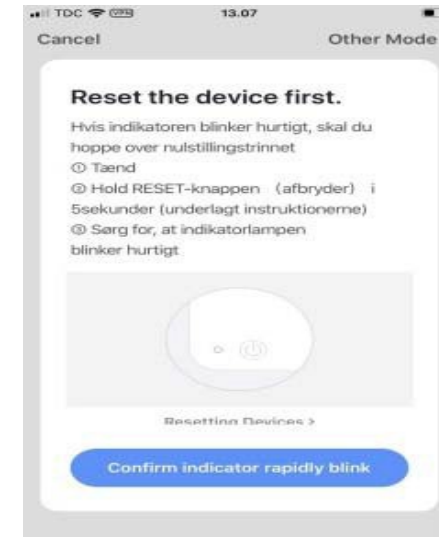 TDC VPN 13.07
Cancel Other Mode
Reset the device first.
Hvis indikatoren blinker hurtigt, skal du
hoppe over nulstillingstrinnet
① Tænd
② Hold RESET-knappen （afbryder） i
5sekunder (underlagt instruktionerne)
③ Sørg for, at indikatorlampen
blinker hurtigt
Resetting Devices >
Confirm indicator rapidly blink